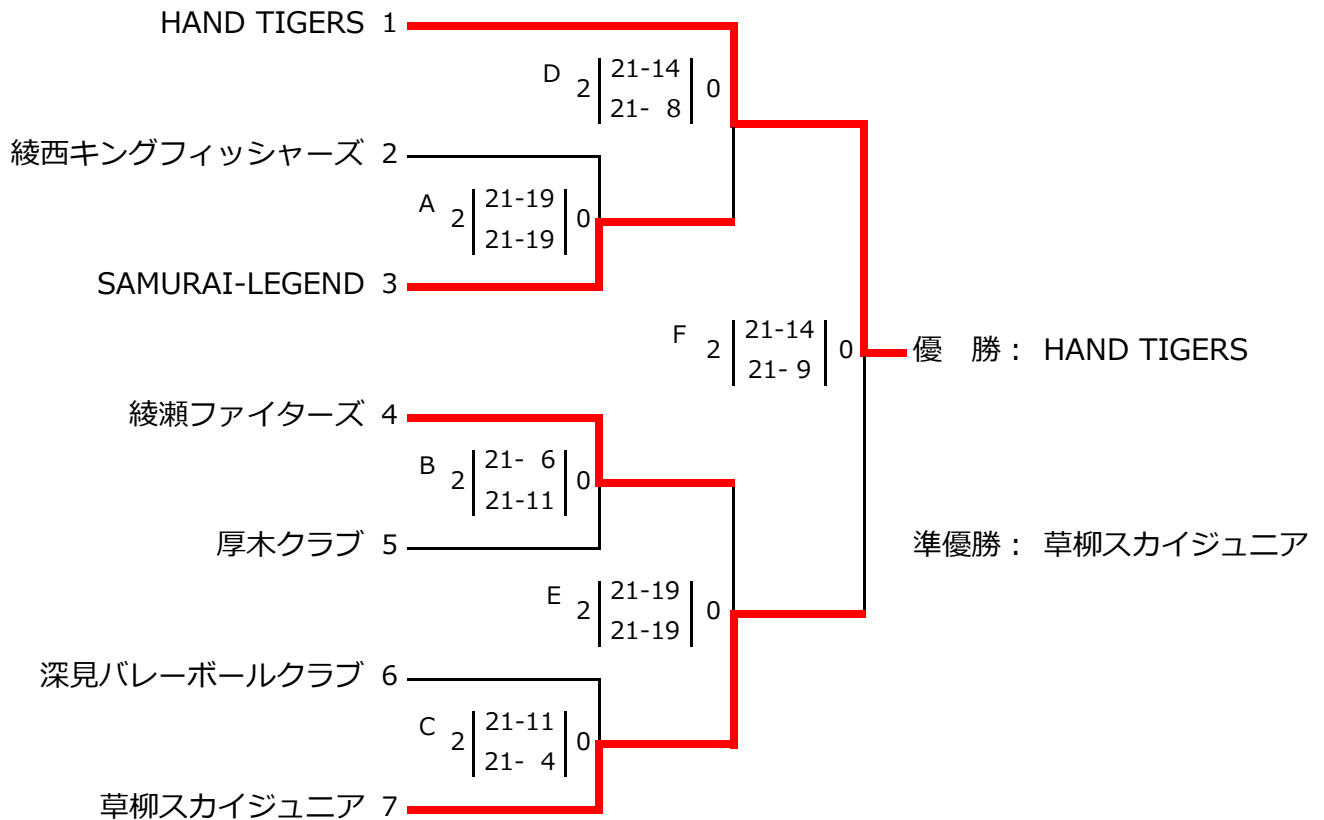 HAND TIGERS 1
D 2 21-14 0
21- 8
綾西キングフィッシャーズ 2
A 2 21-19 0
21-19
SAMURAI-LEGEND 3
F 2 21-14 0
21- 9
優　勝： HAND TIGERS
綾瀬ファイターズ 4
B 2 21- 6 0
21-11
厚木クラブ 5
準優勝： 草柳スカイジュニア
E 2 21-19 0
21-19
深見バレーボールクラブ 6
C 2 21-11 0
21- 4
草柳スカイジュニア 7